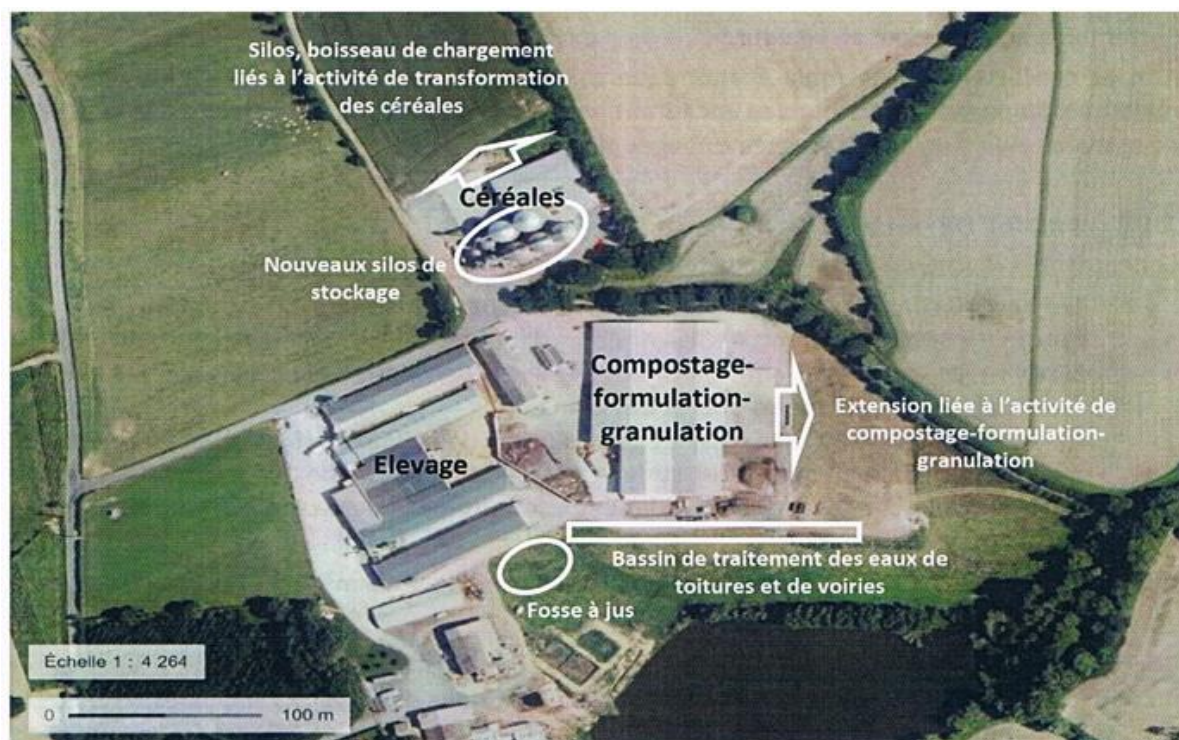 Silos, boisseau de chargement
liés à l'activité de transformation
des céréales
Céréales
Nouveaux silos de
stockage
Compostage-
formulation-
granulation
Extension liée à l'activité de
compostage-formulation-
granulation
Elevage
Bassin de traitement des eaux de
toitures et de voiries
Fosse à jus
Échelle 1 : 4 264
0 100 m